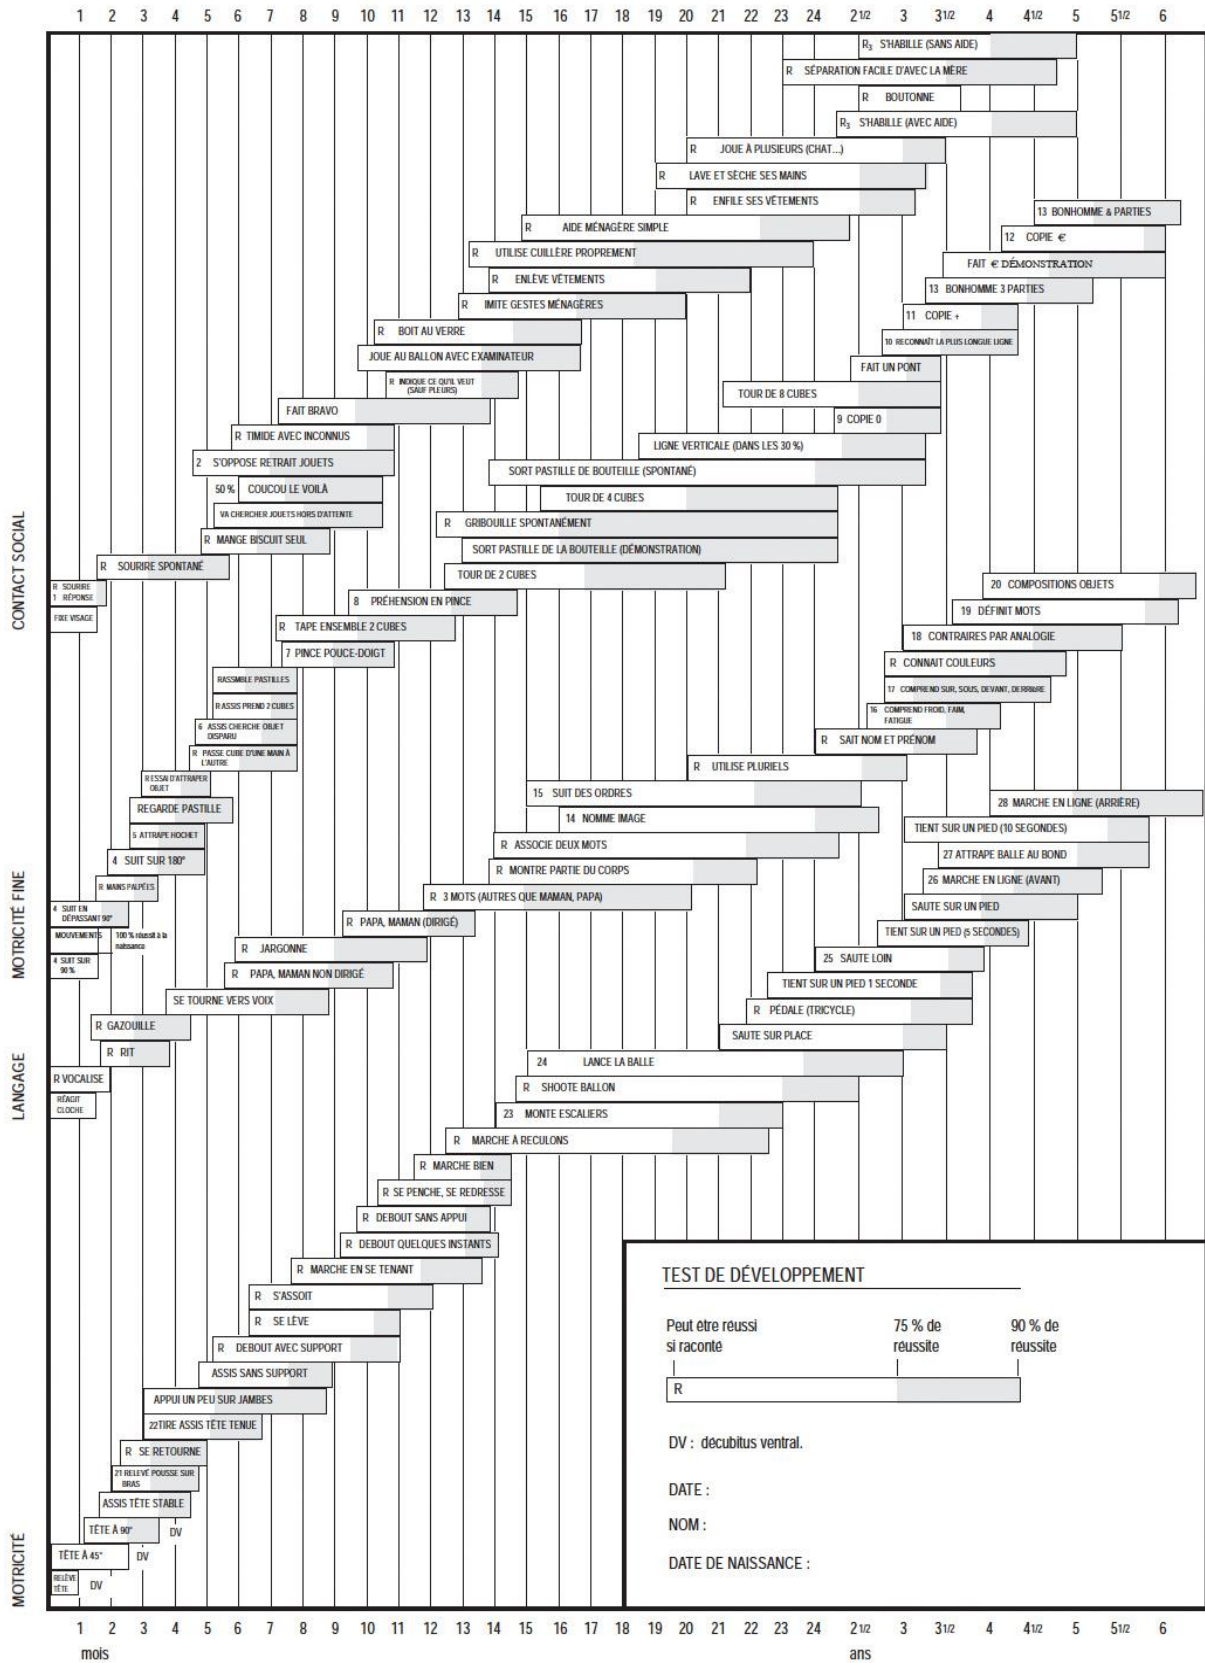 1 2 3 4 5 6 7 8 9 10 11 12 13 14 15 16 17 18 19 20 21 22 23 24 2 1/2 3 3 1/2 4 4 1/2 5 5 1/2 6
R3 S'HABILLE (SANS AIDE)
R SÉPARATION FACILE D'AVEC LA MÈRE
R BOUTONNE
R3 S'HABILLE (AVEC AIDE)
R JOUE À PLUSIEURS (CHAT...)
R LAVE ET SÈCHE SES MAINS
R ENFILE SES VÊTEMENTS
13 BONHOMME & PARTIES
R AIDE MÉNAGÈRE SIMPLE
12 COPIE €
R UTILISE CUILLÈRE PROPREMENT
FAIT € DÉMONSTRATION
R ENLÈVE VÊTEMENTS
13 BONHOMME 3 PARTIES
R IMITE GESTES MÉNAGÈRES
11 COPIE +
R BOIT AU VERRE
10 RECONNAÎT LA PLUS LONGUE LIGNE
JOUE AU BALLON AVEC EXAMINATEUR
FAIT UN PONT
R INDIQUE CE QU'IL VEUT
(SAUF PLEURS)
TOUR DE 8 CUBES
FAIT BRAVO
9 COPIE 0
R TIMIDE AVEC INCONNUS
LIGNE VERTICALE (DANS LES 30 %)
2 S'OPPOSE RETRAIT JOUETS
SORT PASTILLE DE BOUTEILLE (SPONTANÉ)
50 % COUCOU LE VOILÀ
TOUR DE 4 CUBES
VA CHERCHER JOUETS HORS D'ATTENTE
R GRIBOUILLE SPONTANÉMENT
R MANGE BISCUIT SEUL
SORT PASTILLE DE LA BOUTEILLE (DÉMONSTRATION)
CONTACT SOCIAL
R SOURIRE SPONTANÉ
TOUR DE 2 CUBES
R SOURIRE
1 RÉPONSE
20 COMPOSITIONS OBJETS
8 PRÉHENSION EN PINCE
FIXE VISAGE
19 DÉFINIT MOTS
R TAPE ENSEMBLE 2 CUBES
18 CONTRAIRES PAR ANALOGIE
7 PINCE POUCE-DOIGT
R CONNAIT COULEURS
RASSMBLE PASTILLES
17 COMPREND SUR, SOUS, DEVANT, DERRIèRE
R ASSIS PREND 2 CUBES
16 COMPREND FROID, FAIM,
FATIGUE
6 ASSIS CHERCHE OBJET
DISPARU
R SAIT NOM ET PRÉNOM
R PASSE CUBE D'UNE MAIN À
L'AUTRE
R UTILISE PLURIELS
R ESSAI D'ATTRAPER
OBJET
15 SUIT DES ORDRES
28 MARCHE EN LIGNE (ARRIÈRE)
REGARDE PASTILLE
14 NOMME IMAGE
TIENT SUR UN PIED (10 SECONDES)
5 ATTRAPE HOCHET
R ASSOCIE DEUX MOTS
27 ATTRAPE BALLE AU BOND
4 SUIT SUR 180°
R MONTRE PARTIE DU CORPS
26 MARCHE EN LIGNE (AVANT)
MOTRICITÉ FINE
R MAINS PALPÉES
R 3 MOTS (AUTRES QUE MAMAN, PAPA)
SAUTE SUR UN PIED
4 SUIT EN
DÉPASSANT 90°
R PAPA, MAMAN (DIRIGÉ)
TIENT SUR UN PIED (5 SECONDES)
MOUVEMENTS
100 % réussit à la
naissance
R JARGONNE
25 SAUTE LOIN
4 SUIT SUR
90 %
R PAPA, MAMAN NON DIRIGÉ
TIENT SUR UN PIED 1 SECONDE
SE TOURNE VERS VOIX
R PÉDALE (TRICYCLE)
R GAZOUILLE
SAUTE SUR PLACE
LANGAGE
R RIT
24 LANCE LA BALLE
R VOCALISE
R SHOOTE BALLON
RÉAGIT
CLOCHE
23 MONTE ESCALIERS
R MARCHE À RECULONS
R MARCHE BIEN
R SE PENCHE, SE REDRESSE
R DEBOUT SANS APPUI
R DEBOUT QUELQUES INSTANTS
R MARCHE EN SE TENANT
R S'ASSOIT
R SE LÈVE
R DEBOUT AVEC SUPPORT
ASSIS SANS SUPPORT
APPUI UN PEU SUR JAMBES
22 TIRE ASSIS TÊTE TENUE
R SE RETOURNE
21 RELEVÉ POUSSE SUR
BRAS
ASSIS TÊTE STABLE
TÊTE À 90° DV
TÊTE À 45° DV
MOTRICITÉ
RELÈVE
TÊTE
DV
TEST DE DÉVELOPPEMENT
Peut être réussi
si raconté
75 % de
réussite
90 % de
réussite
R
DV : décubitus ventral.
DATE :
NOM :
DATE DE NAISSANCE :
1 2 3 4 5 6 7 8 9 10 11 12 13 14 15 16 17 18 19 20 21 22 23 24 2 1/2 3 3 1/2 4 4 1/2 5 5 1/2 6
mois ans